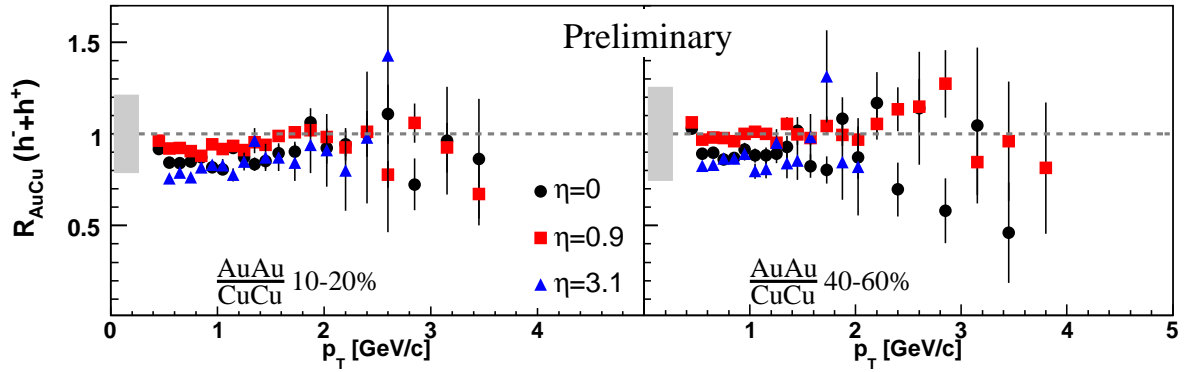 Preliminary
R_AuCu (h⁻+h⁺)
1.5
1
0.5
η=0
η=0.9
η=3.1
AuAu
CuCu 10-20%
AuAu
CuCu 40-60%
0 1 2 3 4 1 2 3 4 5
p_T [GeV/c] p_T [GeV/c]